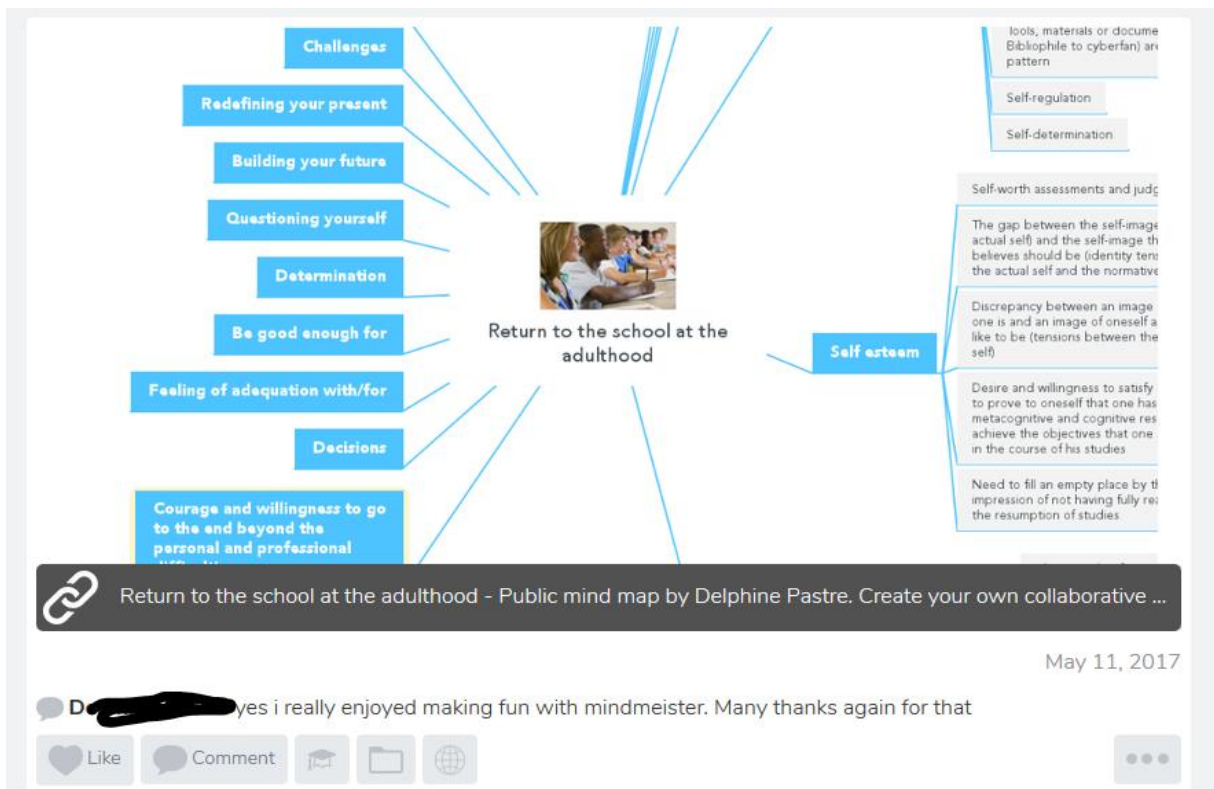 Challenges
Redefining your present
Building your future
Questioning yourself
Determination
Be good enough for
Feeling of adequation with/for
Decisions
Courage and willingness to go
to the end beyond the
personal and professional
Return to the school at the
adulthood
Self esteem
Tools, materials or docume
Bibliophile to cyberfan) are
pattern
Self-regulation
Self-determination
Self-worth assessments and judg
The gap between the self-image
actual self) and the self-image th
believes should be (identity tens
the actual self and the normative
Discrepancy between an image
one is and an image of oneself a
like to be (tensions between the
self)
Desire and willingness to satisfy
to prove to oneself that one has
metacognitive and cognitive res
achieve the objectives that one
in the course of his studies
Need to fill an empty place by th
impression of not having fully rea
the resumption of studies
Return to the school at the adulthood - Public mind map by Delphine Pastre. Create your own collaborative ...
May 11, 2017
yes i really enjoyed making fun with mindmeister. Many thanks again for that
Like
Comment